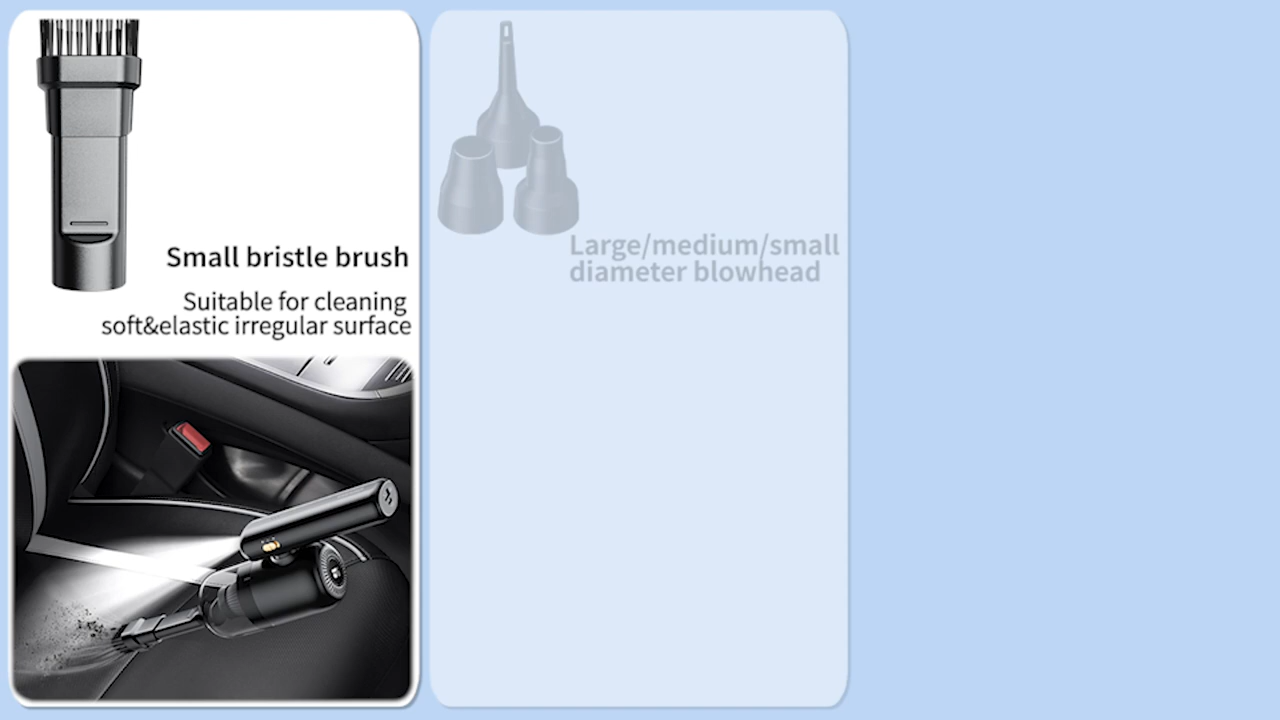 Small bristle brush
Suitable for cleaning
soft&elastic irregular surface
Large/medium/small
diameter blowhead